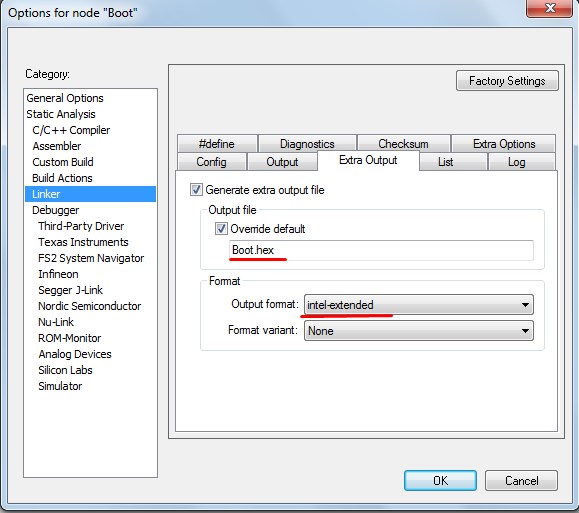 Options for node "Boot"
Category:
Factory Settings
General Options
Static Analysis
C/C++ Compiler
Assembler
Custom Build
Build Actions
Linker
Debugger
Third-Party Driver
Texas Instruments
FS2 System Navigator
Infineon
Segger J-Link
Nordic Semiconductor
Nu-Link
ROM-Monitor
Analog Devices
Silicon Labs
Simulator
#define Diagnostics Checksum Extra Options
Config Output Extra Output List Log
Generate extra output file
Output file
Override default
Boot.hex
Format
Output format: intel-extended
Format variant: None
OK Cancel